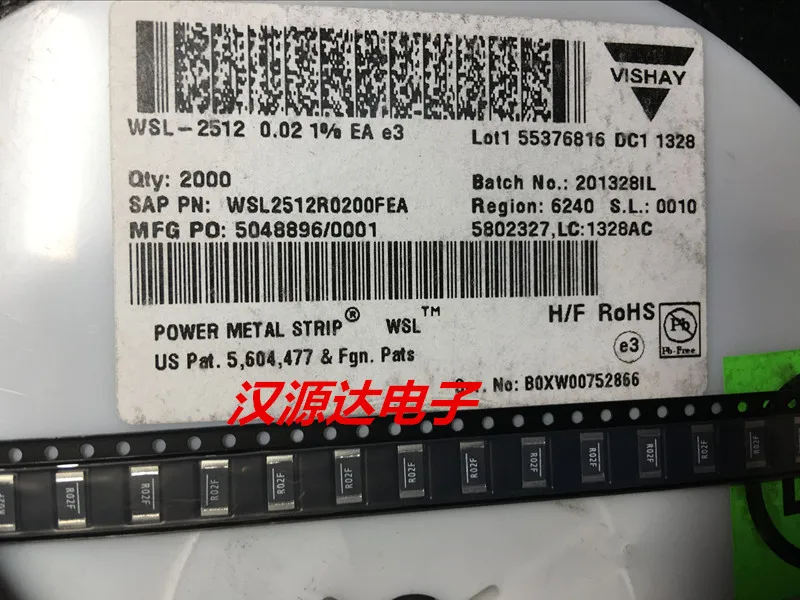 VISHAY
WSL-2512 0.02 1% EA e3
Lot1 55376816 DC1 1328
Qty: 2000
Batch No.: 201328IL
SAP PN: WSL2512R0200FEA
Region: 6240 S.L.: 0010
MFG PO: 5048896/0001
5802327,LC:1328AC
POWER METAL STRIP® WSL™
H/F RoHS
US Pat. 5,604,477 & Fgn. Pats
e3
Pb
Pb-Free
No: B0XW00752866
汉源达电子
R02F
R02F
R02F
R02F
R02F
R02F
R02F
R02F
R02F
R02F
R02F
R02F